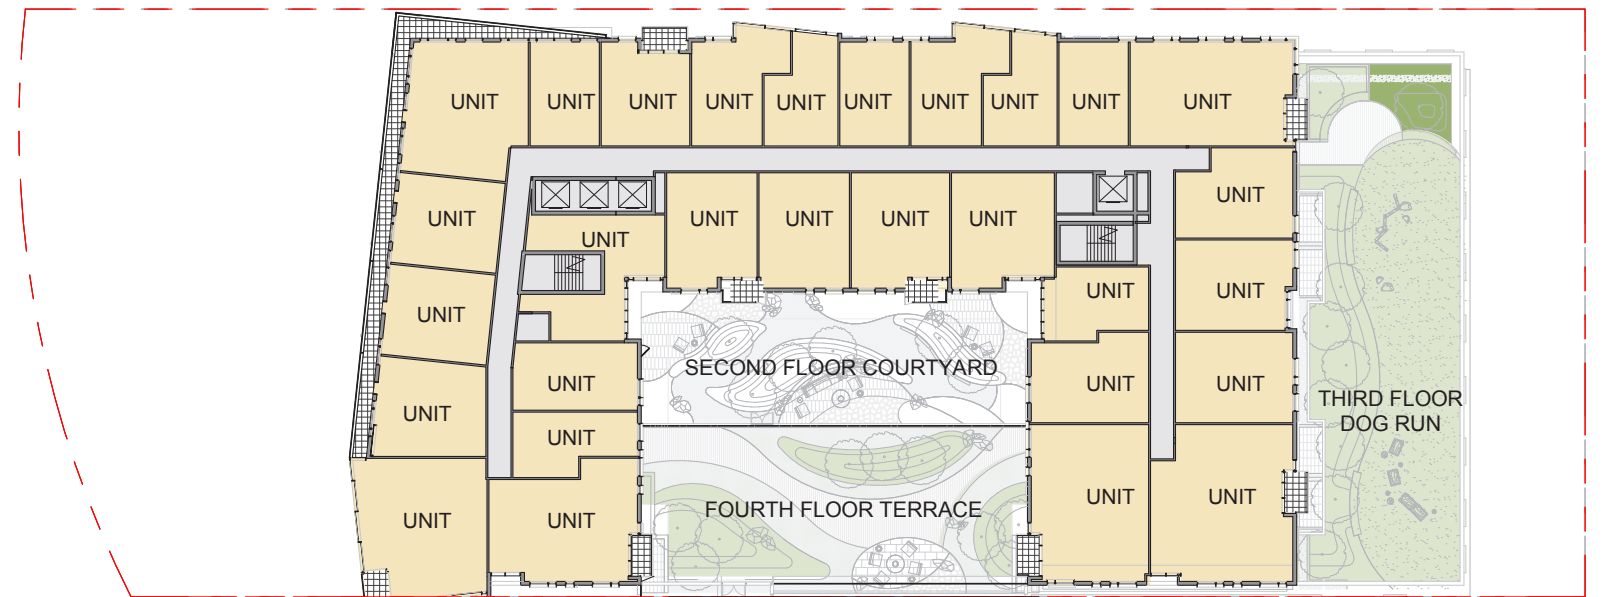 UNIT UNIT UNIT UNIT UNIT UNIT UNIT UNIT UNIT UNIT
UNIT UNIT UNIT UNIT UNIT UNIT
UNIT
UNIT UNIT UNIT
UNIT
UNIT UNIT UNIT
SECOND FLOOR COURTYARD
UNIT
THIRD FLOOR
DOG RUN
UNIT
UNIT UNIT UNIT UNIT
FOURTH FLOOR TERRACE